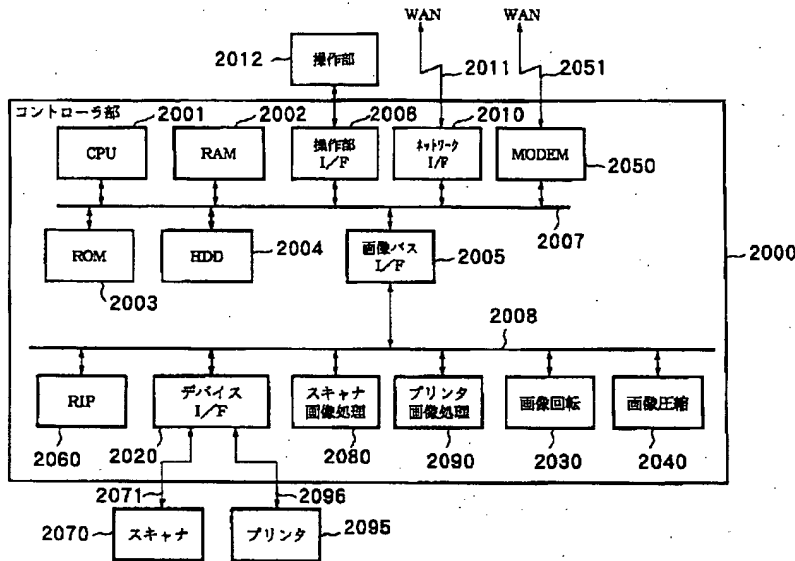 WAN
WAN
2012
操作部
2011
2051
コントローラ部
2001
2002
2006
2010
CPU
RAM
操作部
I/F
ネットワーク
I/F
MODEM
2050
2007
ROM
HDD
2004
画像バス
I/F
2005
2000
2003
2008
RIP
デバイス
I/F
スキャナ
画像処理
プリンタ
画像処理
画像回転
画像圧縮
2060
2020
2080
2090
2030
2040
2071
2096
2070
スキャナ
プリンタ
2095